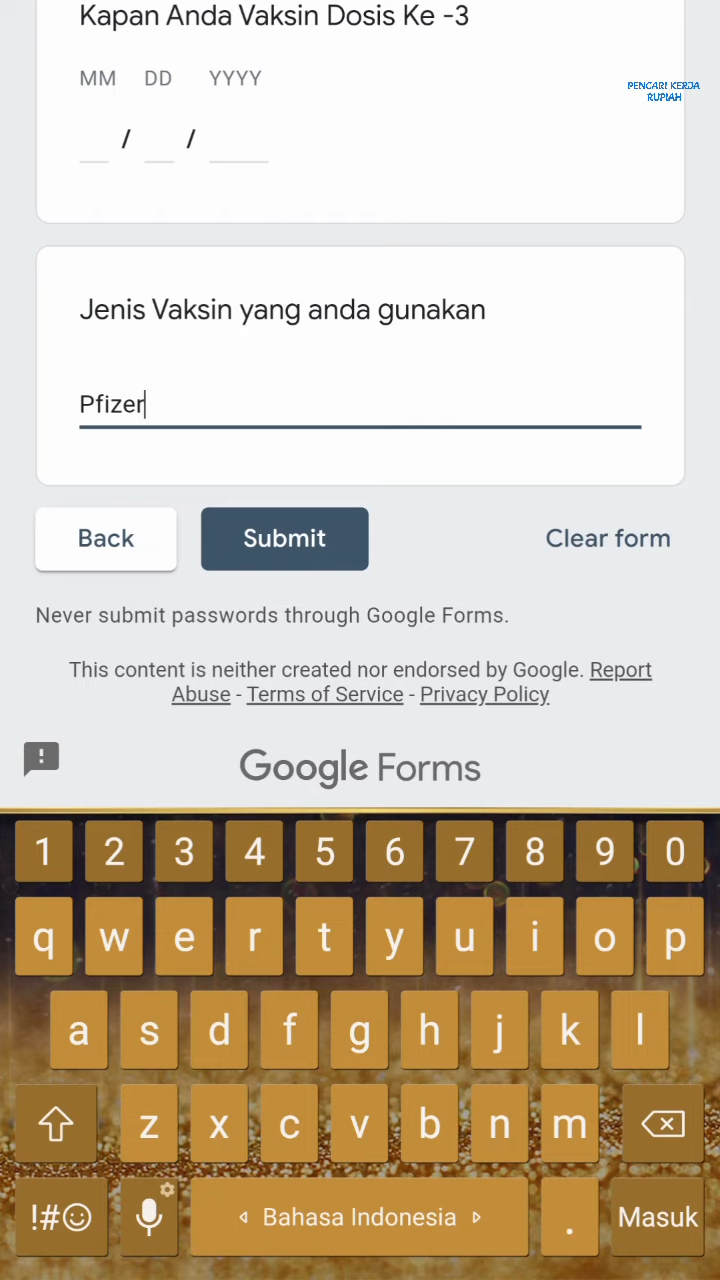 Kapan Anda Vaksin Dosis Ke -3
MM DD YYYY
PENCARI KERJA
RUPIAH
/ /
Jenis Vaksin yang anda gunakan
Pfizer
Back Submit Clear form
Never submit passwords through Google Forms.
This content is neither created nor endorsed by Google. Report
Abuse - Terms of Service - Privacy Policy
Google Forms
1 2 3 4 5 6 7 8 9 0
q w e r t y u i o p
a s d f g h j k l
z x c v b n m
!#☺ Bahasa Indonesia . Masuk